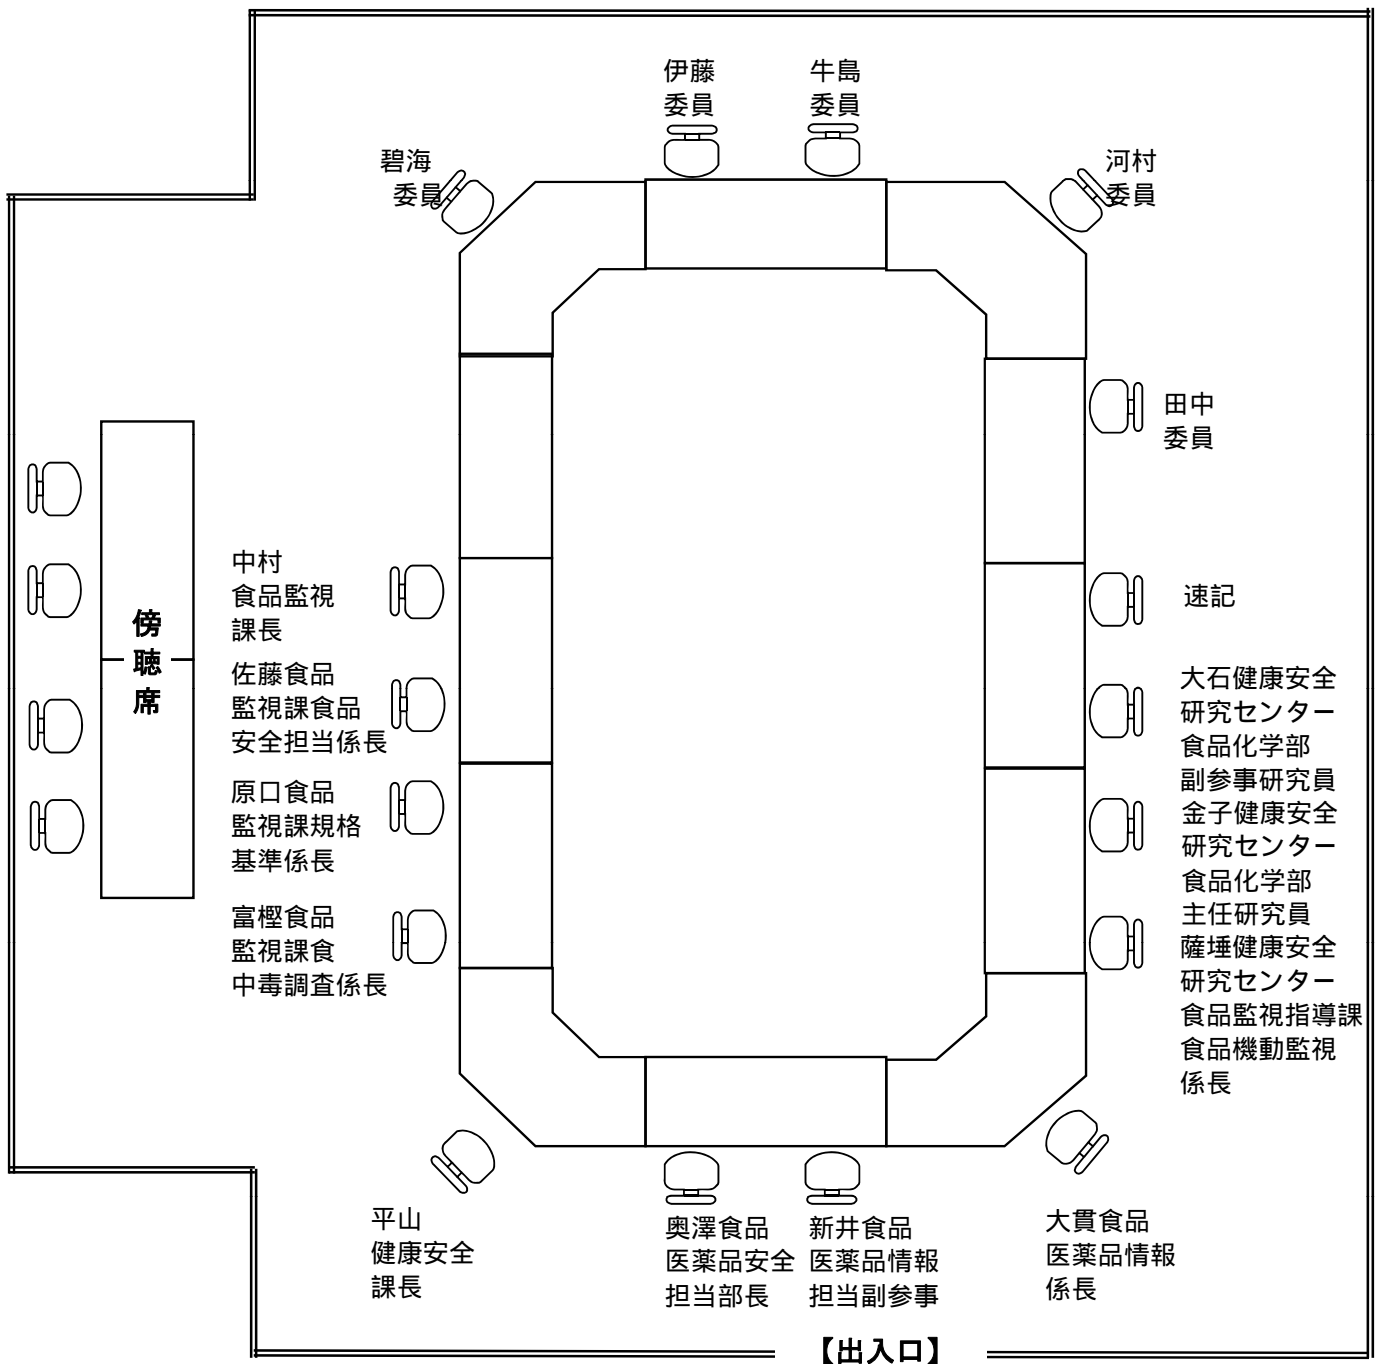 伊藤
委員
牛島
委員
碧海
委員
河村
委員
田中
委員
中村
食品監視
課長
速記
傍
聴
席
佐藤食品
監視課食品
安全担当係長
大石健康安全
研究センター
食品化学部
副参事研究員
原口食品
監視課規格
基準係長
金子健康安全
研究センター
食品化学部
主任研究員
富樫食品
監視課食
中毒調査係長
薩埵健康安全
研究センター
食品監視指導課
食品機動監視
係長
平山
健康安全
課長
奥澤食品
医薬品安全
担当部長
新井食品
医薬品情報
担当副参事
大貫食品
医薬品情報
係長
【出入口】